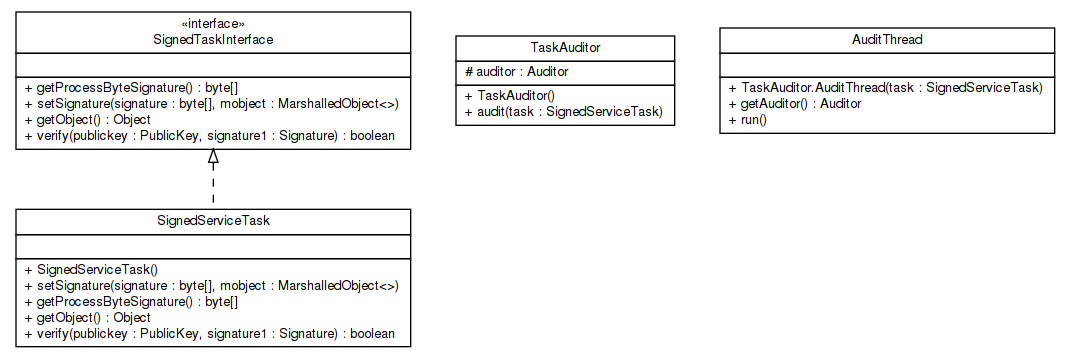 «interface»
SignedTaskInterface
+ getProcessByteSignature() : byte[]
+ setSignature(signature : byte[], mobject : MarshalledObject<>)
+ getObject() : Object
+ verify(publickey : PublicKey, signature1 : Signature) : boolean
SignedServiceTask
+ SignedServiceTask()
+ setSignature(signature : byte[], mobject : MarshalledObject<>)
+ getProcessByteSignature() : byte[]
+ getObject() : Object
+ verify(publickey : PublicKey, signature1 : Signature) : boolean
TaskAuditor
# auditor : Auditor
+ TaskAuditor()
+ audit(task : SignedServiceTask)
AuditThread
+ TaskAuditor.AuditThread(task : SignedServiceTask)
+ getAuditor() : Auditor
+ run()